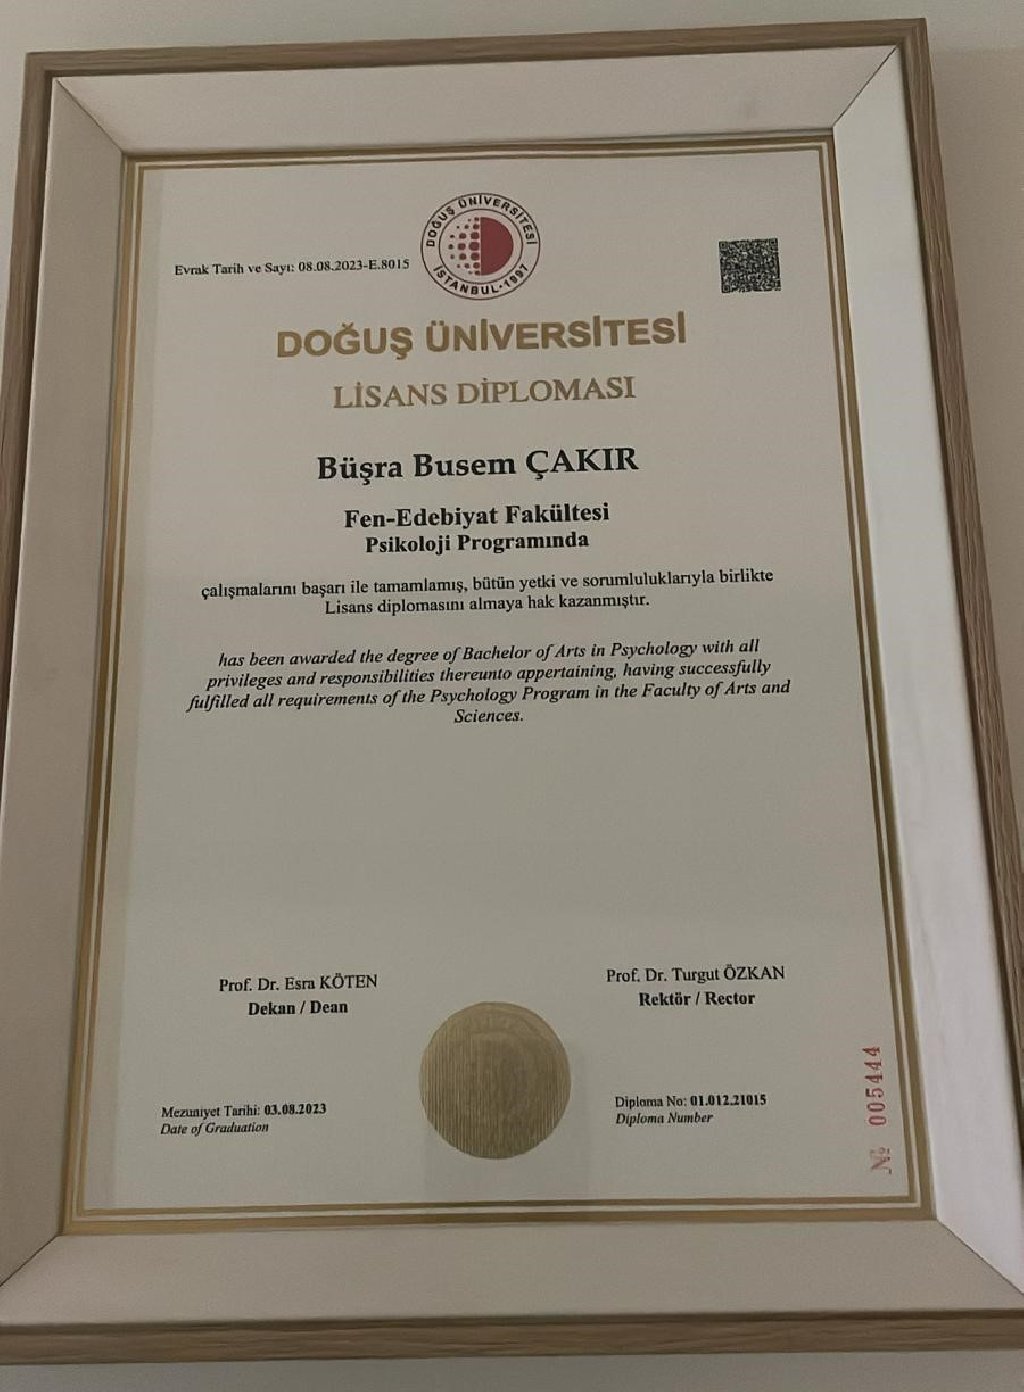 DOĞUŞ ÜNİVERSİTESİ
İSTANBUL·1997
Evrak Tarih ve Sayı: 08.08.2023-E.8015
DOĞUŞ ÜNİVERSİTESİ
LİSANS DİPLOMASI
Büşra Busem ÇAKIR
Fen-Edebiyat Fakültesi
Psikoloji Programında
çalışmalarını başarı ile tamamlamış, bütün yetki ve sorumluluklarıyla birlikte
Lisans diplomasını almaya hak kazanmıştır.
has been awarded the degree of Bachelor of Arts in Psychology with all
privileges and responsibilities thereunto appertaining, having successfully
fulfilled all requirements of the Psychology Program in the Faculty of Arts and
Sciences.
Prof. Dr. Esra KÖTEN
Dekan / Dean
Prof. Dr. Turgut ÖZKAN
Rektör / Rector
Mezuniyet Tarihi: 03.08.2023
Date of Graduation
Diploma No: 01.012.21015
Diploma Number
№ 005444